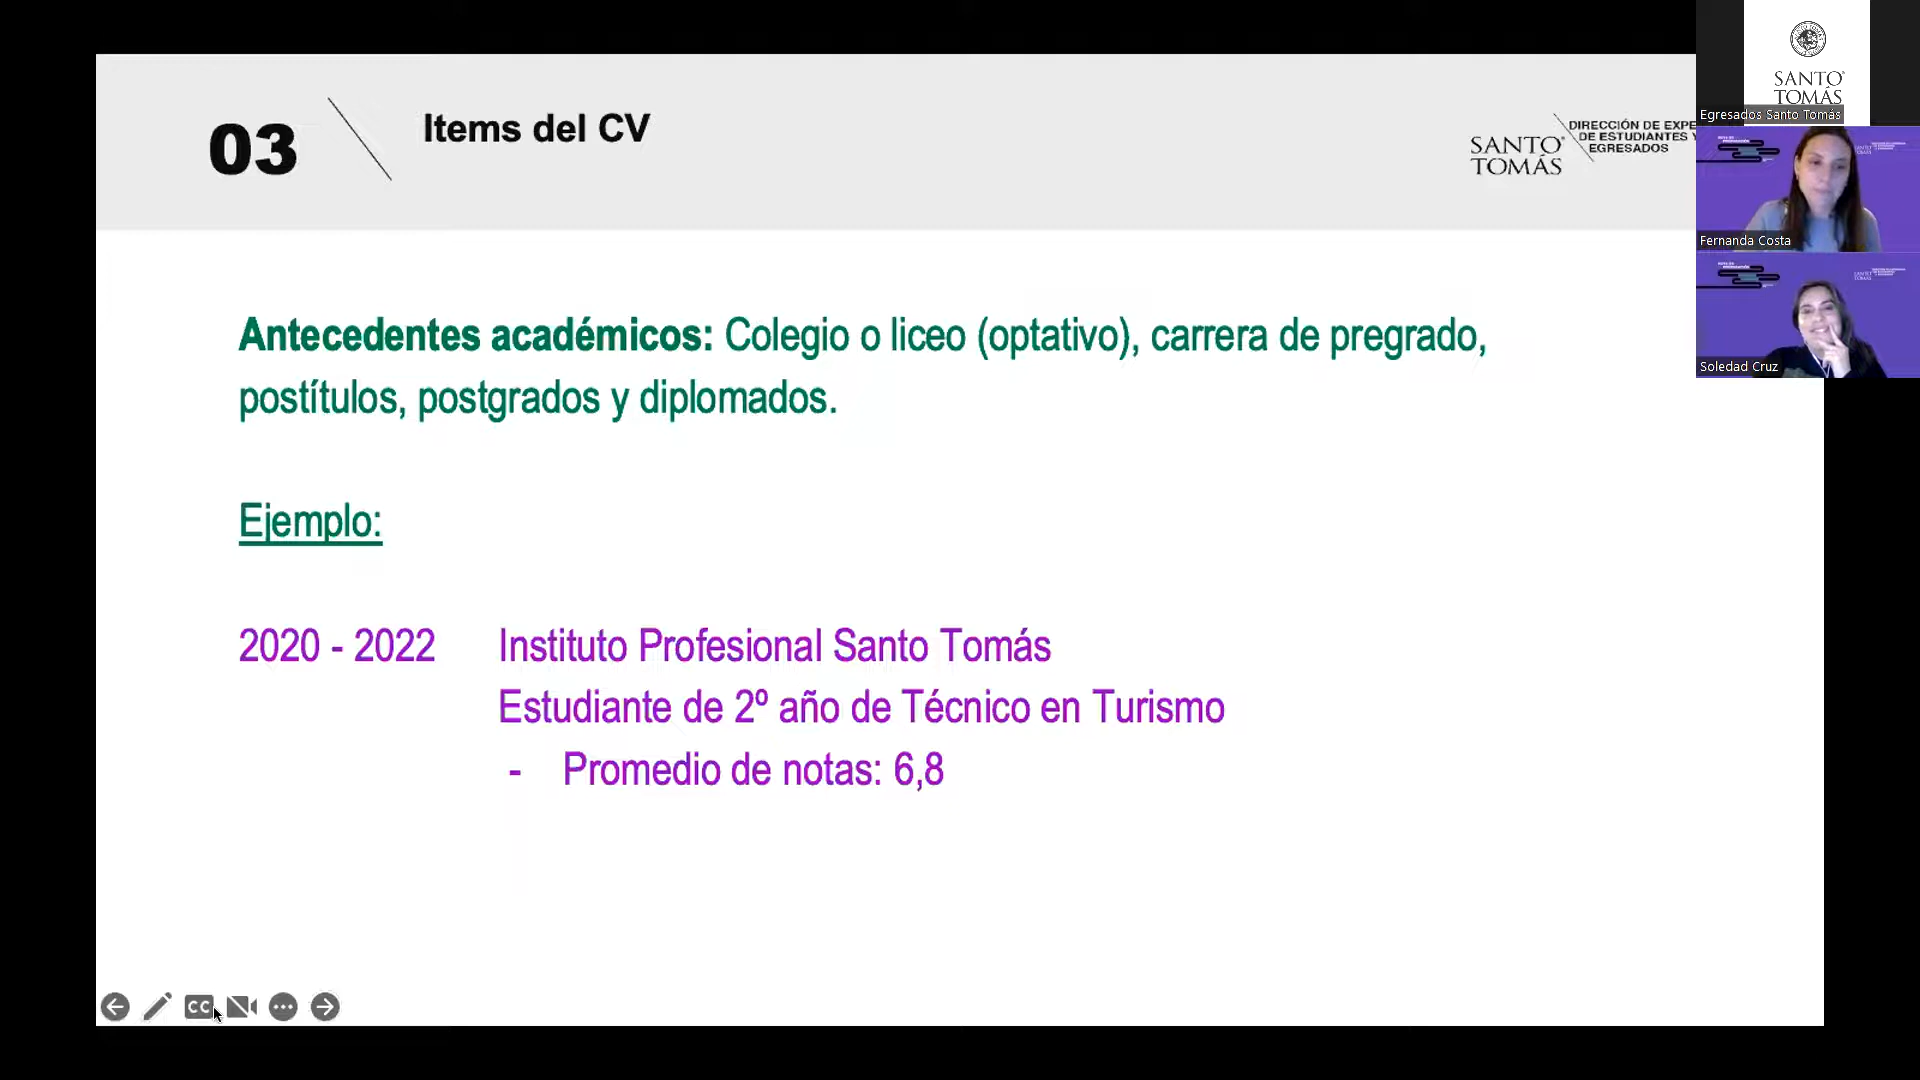 03
Items del CV
SANTO
TOMÁS
DIRECCIÓN DE EXPE
DE ESTUDIANTES Y
EGRESADOS
Antecedentes académicos: Colegio o liceo (optativo), carrera de pregrado,
postítulos, postgrados y diplomados.
Ejemplo:
2020 - 2022 Instituto Profesional Santo Tomás
Estudiante de 2º año de Técnico en Turismo
- Promedio de notas: 6,8
CC
SANTO
TOMÁS
Egresados Santo Tomás
Fernanda Costa
Soledad Cruz